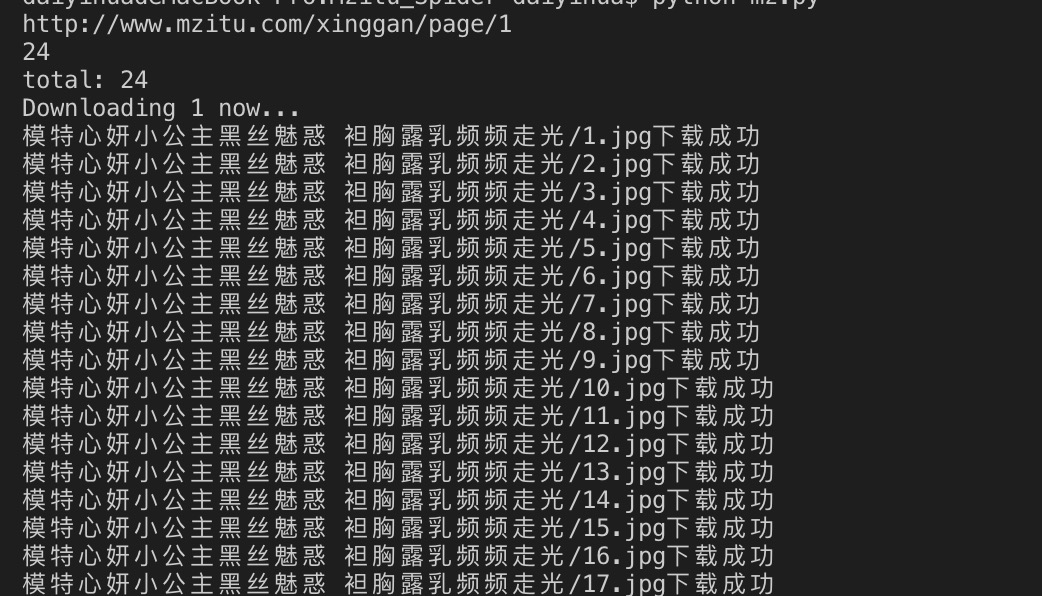 http://www.mzitu.com/xinggan/page/1
24
total: 24
Downloading 1 now...
模特心妍小公主黑丝魅惑 袒胸露乳频频走光/1.jpg下载成功
模特心妍小公主黑丝魅惑 袒胸露乳频频走光/2.jpg下载成功
模特心妍小公主黑丝魅惑 袒胸露乳频频走光/3.jpg下载成功
模特心妍小公主黑丝魅惑 袒胸露乳频频走光/4.jpg下载成功
模特心妍小公主黑丝魅惑 袒胸露乳频频走光/5.jpg下载成功
模特心妍小公主黑丝魅惑 袒胸露乳频频走光/6.jpg下载成功
模特心妍小公主黑丝魅惑 袒胸露乳频频走光/7.jpg下载成功
模特心妍小公主黑丝魅惑 袒胸露乳频频走光/8.jpg下载成功
模特心妍小公主黑丝魅惑 袒胸露乳频频走光/9.jpg下载成功
模特心妍小公主黑丝魅惑 袒胸露乳频频走光/10.jpg下载成功
模特心妍小公主黑丝魅惑 袒胸露乳频频走光/11.jpg下载成功
模特心妍小公主黑丝魅惑 袒胸露乳频频走光/12.jpg下载成功
模特心妍小公主黑丝魅惑 袒胸露乳频频走光/13.jpg下载成功
模特心妍小公主黑丝魅惑 袒胸露乳频频走光/14.jpg下载成功
模特心妍小公主黑丝魅惑 袒胸露乳频频走光/15.jpg下载成功
模特心妍小公主黑丝魅惑 袒胸露乳频频走光/16.jpg下载成功
模特心妍小公主黑丝魅惑 袒胸露乳频频走光/17.jpg下载成功